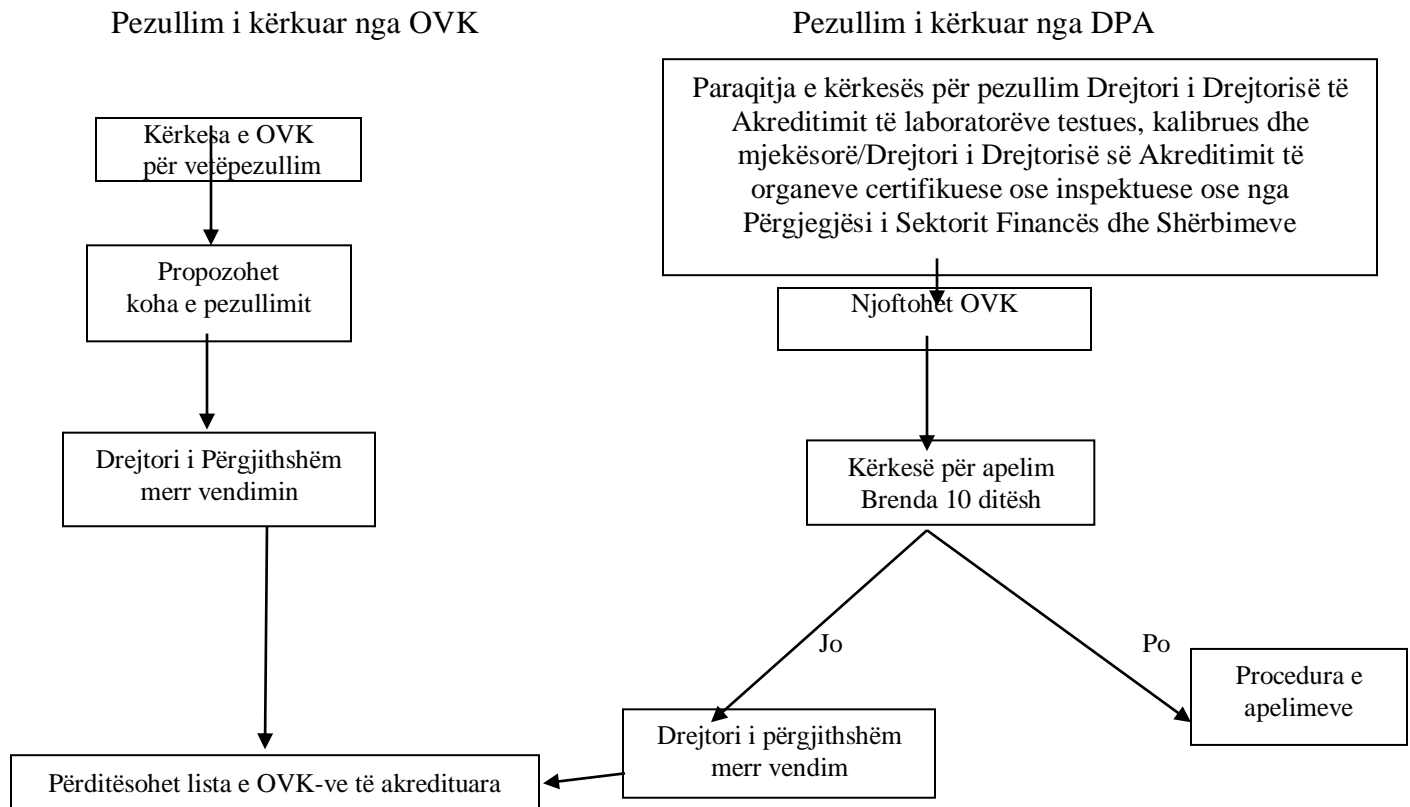 Pezullim i kërkuar nga OVK
Kërkesa e OVK
për vetëpezullim
Propozohet
koha e pezullimit
Drejtori i Përgjithshëm
merr vendimin
Pezullim i kërkuar nga DPA
Paraqitja e kërkesës për pezullim Drejtori i Drejtorisë të
Akreditimit të laboratorëve testues, kalibrues dhe
mjekësorë/Drejtori i Drejtorisë së Akreditimit të
organeve certifikuese ose inspektuese ose nga
Përgjegjësi i Sektorit Financës dhe Shërbimeve
Njoftohet OVK
Kërkesë për apelim
Brenda 10 ditësh
Jo
Po
Procedura e
apelimeve
Drejtori i përgjithshëm
merr vendim
Përditësohet lista e OVK-ve të akredituara